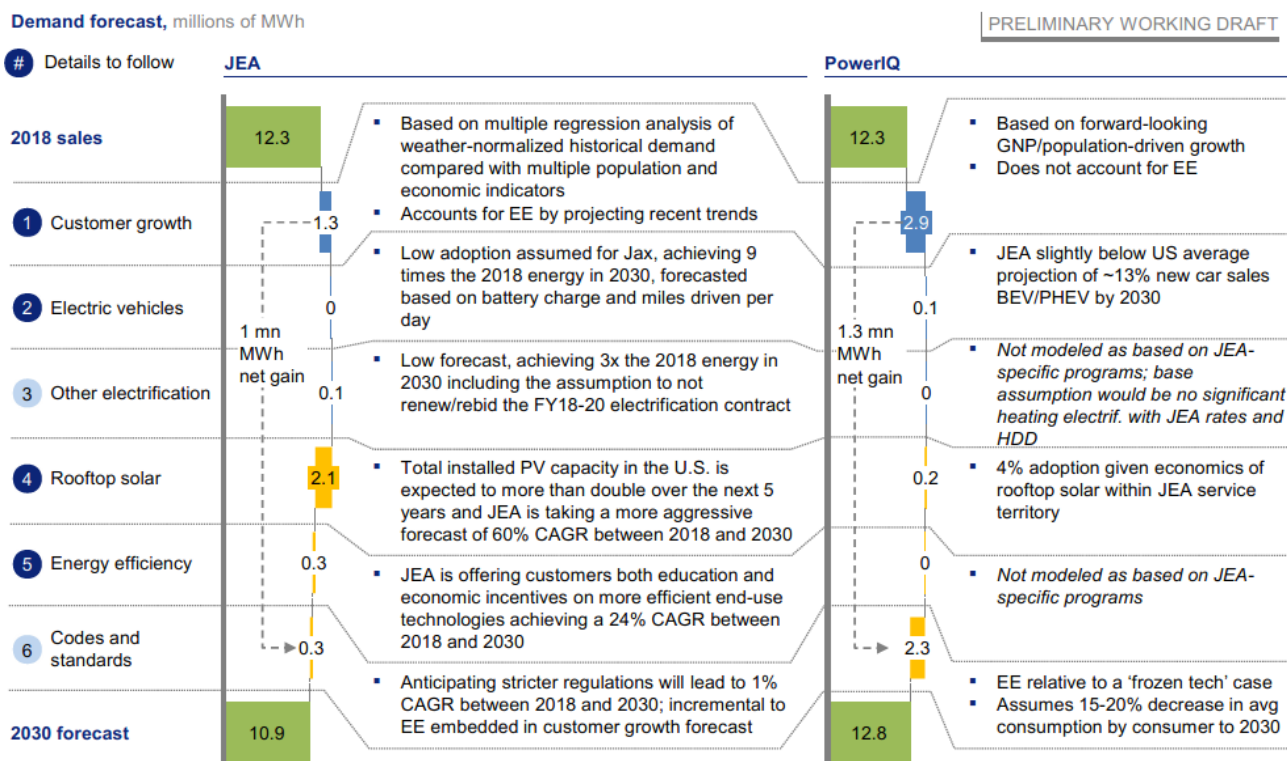 Demand forecast, millions of MWh
PRELIMINARY WORKING DRAFT
# Details to follow
JEA
PowerIQ
2018 sales
12.3
▪ Based on multiple regression analysis of
weather-normalized historical demand
compared with multiple population and
economic indicators
▪ Accounts for EE by projecting recent trends
12.3
▪ Based on forward-looking
GNP/population-driven growth
▪ Does not account for EE
1 Customer growth
1.3
2.9
2 Electric vehicles
0
▪ Low adoption assumed for Jax, achieving 9
times the 2018 energy in 2030, forecasted
based on battery charge and miles driven per
day
0.1
▪ JEA slightly below US average
projection of ~13% new car sales
BEV/PHEV by 2030
1 mn
MWh
net gain
1.3 mn
MWh
net gain
3 Other electrification
0.1
▪ Low forecast, achieving 3x the 2018 energy in
2030 including the assumption to not
renew/rebid the FY18-20 electrification contract
0
▪ Not modeled as based on JEA-
specific programs; base
assumption would be no significant
heating electrif. with JEA rates and
HDD
4 Rooftop solar
2.1
▪ Total installed PV capacity in the U.S. is
expected to more than double over the next 5
years and JEA is taking a more aggressive
forecast of 60% CAGR between 2018 and 2030
0.2
▪ 4% adoption given economics of
rooftop solar within JEA service
territory
5 Energy efficiency
0.3
▪ JEA is offering customers both education and
economic incentives on more efficient end-use
technologies achieving a 24% CAGR between
2018 and 2030
0
▪ Not modeled as based on JEA-
specific programs
6 Codes and
standards
0.3
▪ Anticipating stricter regulations will lead to 1%
CAGR between 2018 and 2030; incremental to
EE embedded in customer growth forecast
2.3
▪ EE relative to a ‘frozen tech’ case
▪ Assumes 15-20% decrease in avg
consumption by consumer to 2030
2030 forecast
10.9
12.8